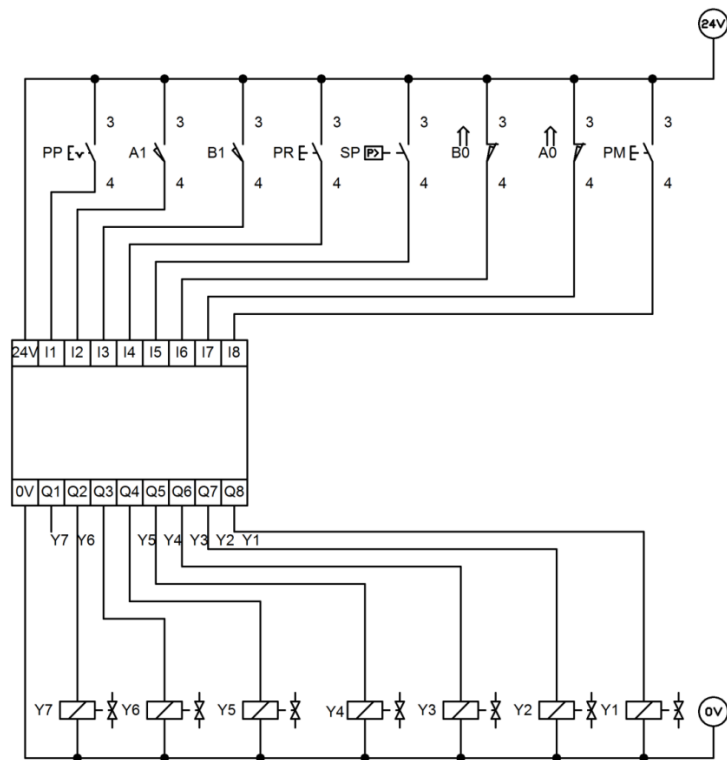 24V
3 3 3 3 3 3 3 3
PP A1 B1 PR SP P> B0 A0 PM
4 4 4 4 4 4 4 4
24V I1 I2 I3 I4 I5 I6 I7 I8
0V Q1 Q2 Q3 Q4 Q5 Q6 Q7 Q8
Y7 Y6 Y5 Y4 Y3 Y2 Y1
Y7 Y6 Y5 Y4 Y3 Y2 Y1 0V